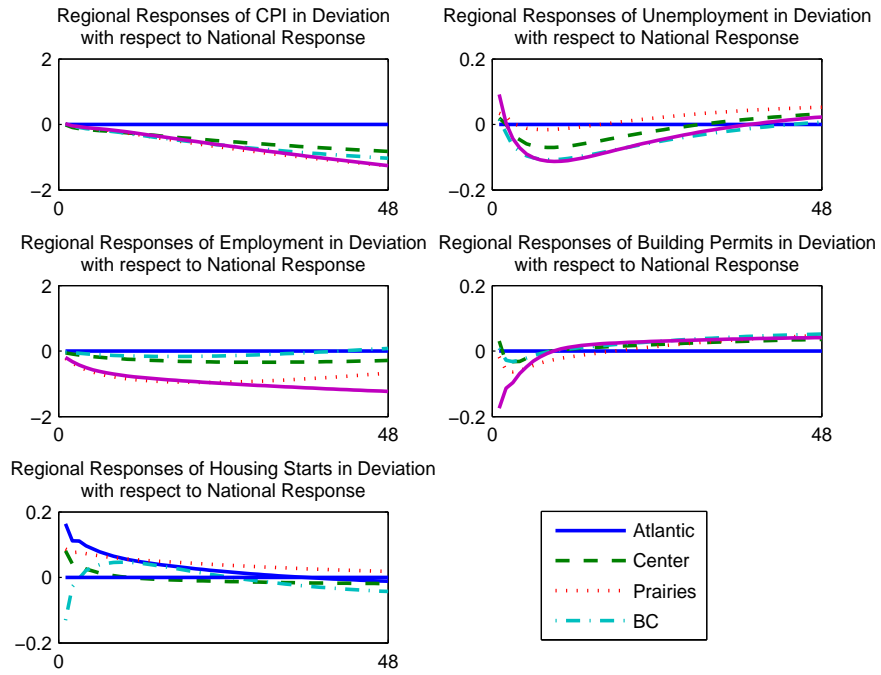 Regional Responses of CPI in Deviation
with respect to National Response
2
0
−2
0
48
Regional Responses of Unemployment in Deviation
with respect to National Response
0.2
0
−0.2
0
48
Regional Responses of Employment in Deviation
with respect to National Response
2
0
−2
0
48
Regional Responses of Building Permits in Deviation
with respect to National Response
0.2
0
−0.2
0
48
Regional Responses of Housing Starts in Deviation
with respect to National Response
0.2
0
−0.2
0
48
Atlantic
Center
Prairies
BC